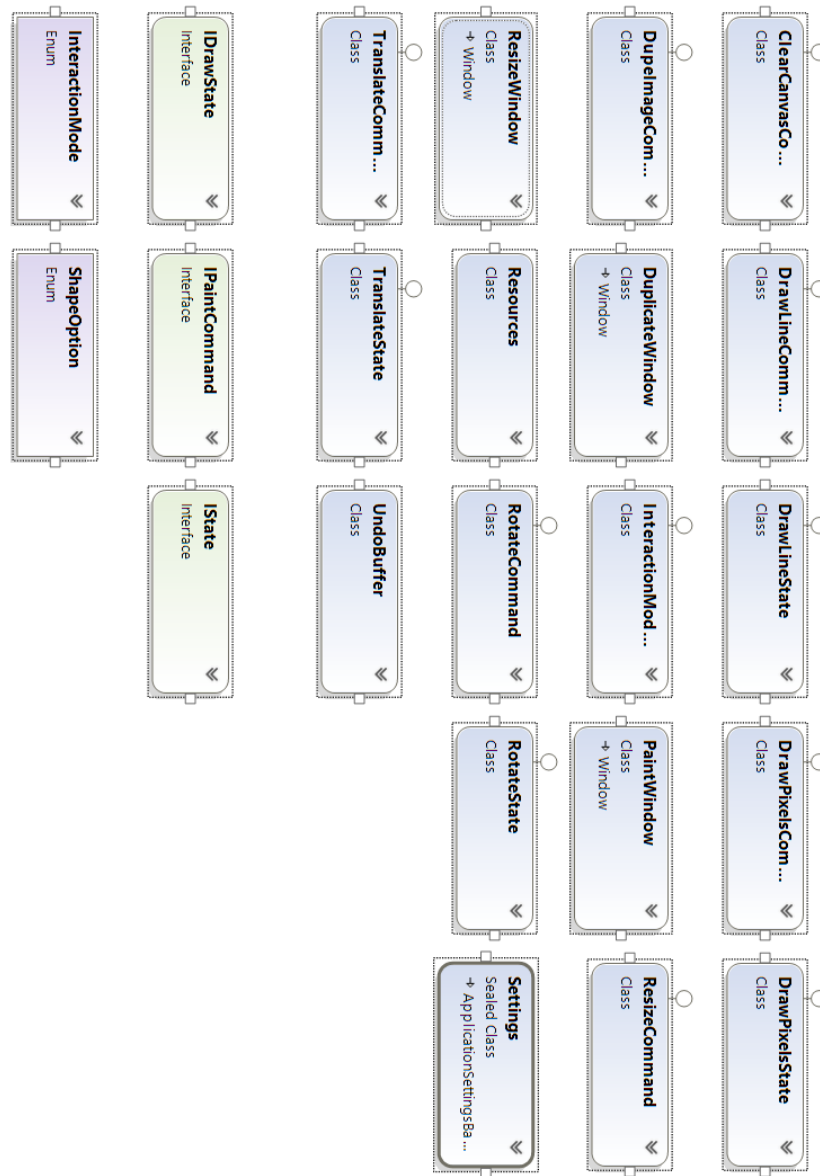 ClearCanvasCo...
Class
DrawLineComm...
Class
DrawLineState
Class
DrawPixelsCom...
Class
DrawPixelsState
Class
DupeImageCom...
Class
DuplicateWindow
Class
→ Window
InteractionMod...
Class
PaintWindow
Class
→ Window
ResizeCommand
Class
ResizeWindow
Class
→ Window
Resources
Class
RotateCommand
Class
RotateState
Class
Settings
Sealed Class
→ ApplicationSettingsBa...
TranslateComm...
Class
TranslateState
Class
UndoBuffer
Class
IDrawState
Interface
IPaintCommand
Interface
IState
Interface
InteractionMode
Enum
ShapeOption
Enum